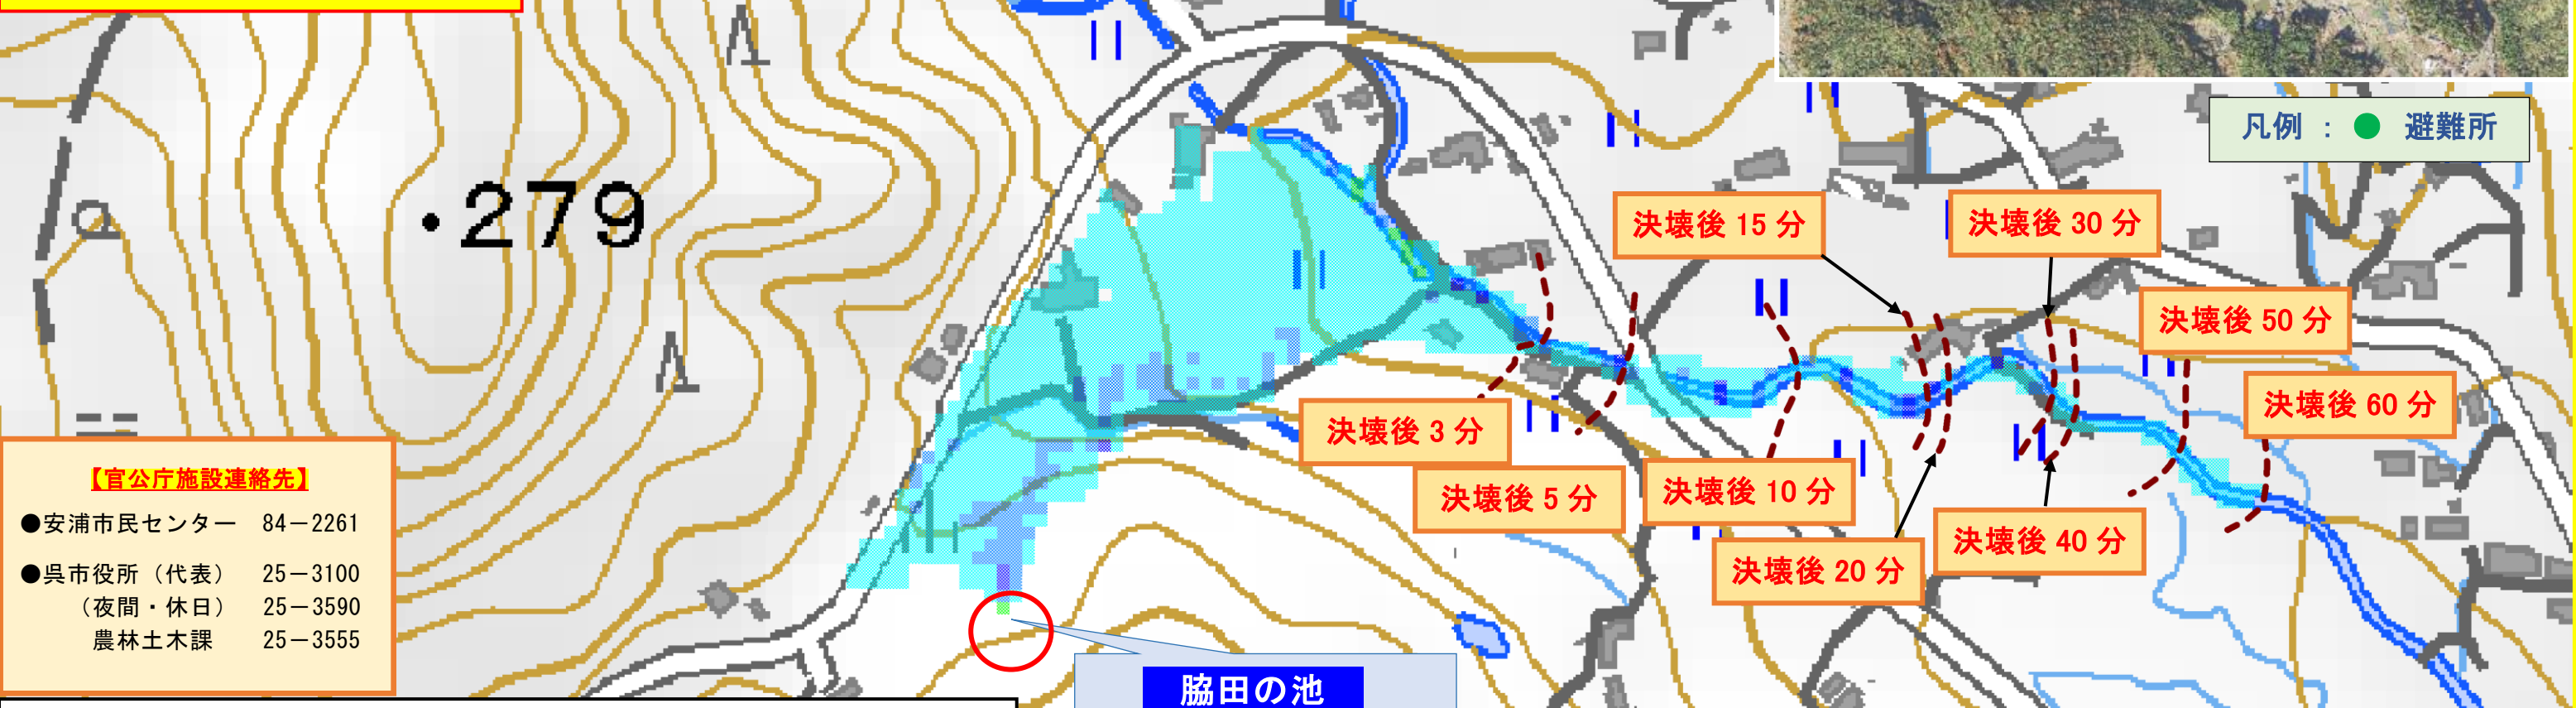 ・279
凡例 : ● 避難所
決壊後 15 分
決壊後 30 分
決壊後 50 分
決壊後 60 分
決壊後 3 分
決壊後 5 分
決壊後 10 分
決壊後 20 分
決壊後 40 分
【官公庁施設連絡先】
●安浦市民センター 84－2261
●呉市役所（代表） 25－3100
（夜間・休日） 25－3590
農林土木課 25－3555
脇田の池